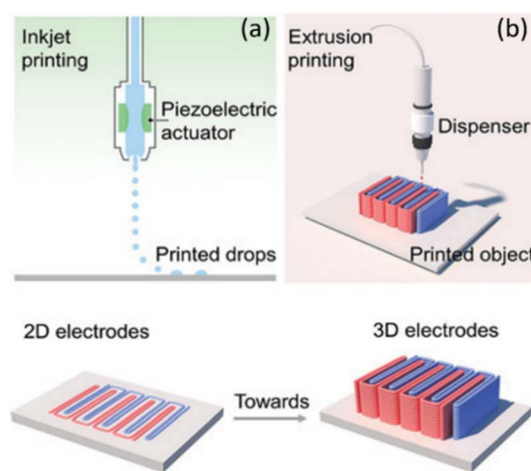 Inkjet
printing
(a)
Piezoelectric
actuator
Printed drops
Extrusion
printing
(b)
Dispenser
Printed object
2D electrodes
Towards
3D electrodes